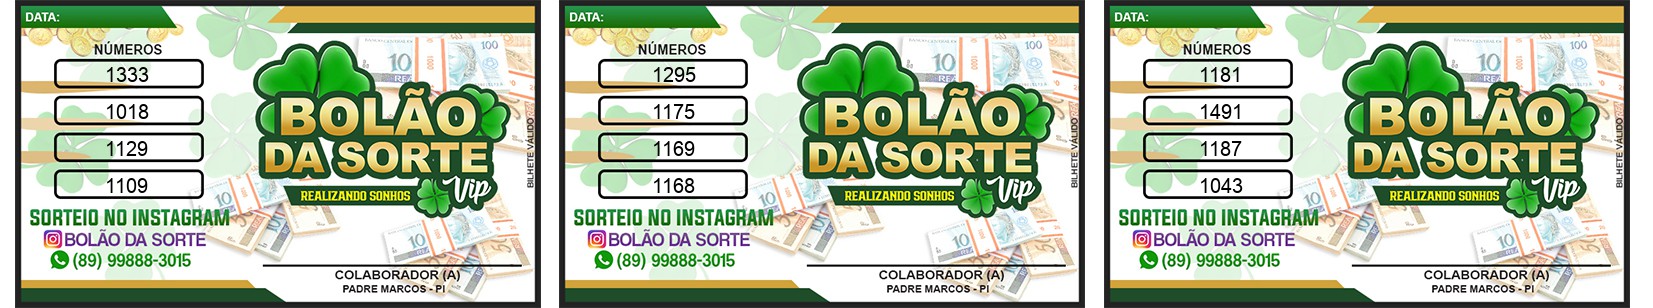 DATA:
NÚMEROS
1333
1018
1129
1109
BOLÃO
DA SORTE
Vip
REALIZANDO SONHOS
SORTEIO NO INSTAGRAM
BOLÃO DA SORTE
(89) 99888-3015
COLABORADOR (A)
PADRE MARCOS - PI
BILHETE VÁLIDO
DATA:
NÚMEROS
1295
1175
1169
1168
BOLÃO
DA SORTE
Vip
REALIZANDO SONHOS
SORTEIO NO INSTAGRAM
BOLÃO DA SORTE
(89) 99888-3015
COLABORADOR (A)
PADRE MARCOS - PI
BILHETE VÁLIDO
DATA:
NÚMEROS
1181
1491
1187
1043
BOLÃO
DA SORTE
Vip
REALIZANDO SONHOS
SORTEIO NO INSTAGRAM
BOLÃO DA SORTE
(89) 99888-3015
COLABORADOR (A)
PADRE MARCOS - PI
BILHETE VÁLIDO